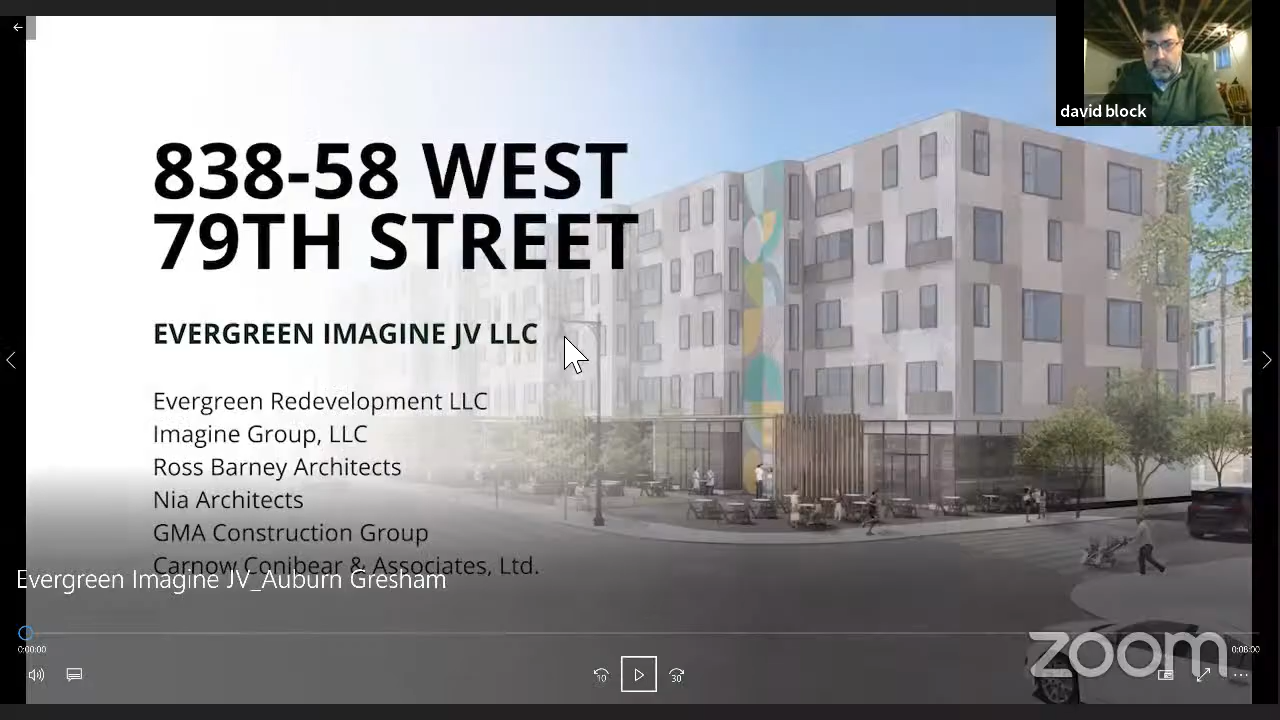 838-58 WEST
79TH STREET
EVERGREEN IMAGINE JV LLC
Evergreen Redevelopment LLC
Imagine Group, LLC
Ross Barney Architects
Nia Architects
GMA Construction Group
Carnow Conibear & Associates, Ltd.
Evergreen Imagine JV_Auburn Gresham
david block
0:00:00
0:06:00
10
30
zoom